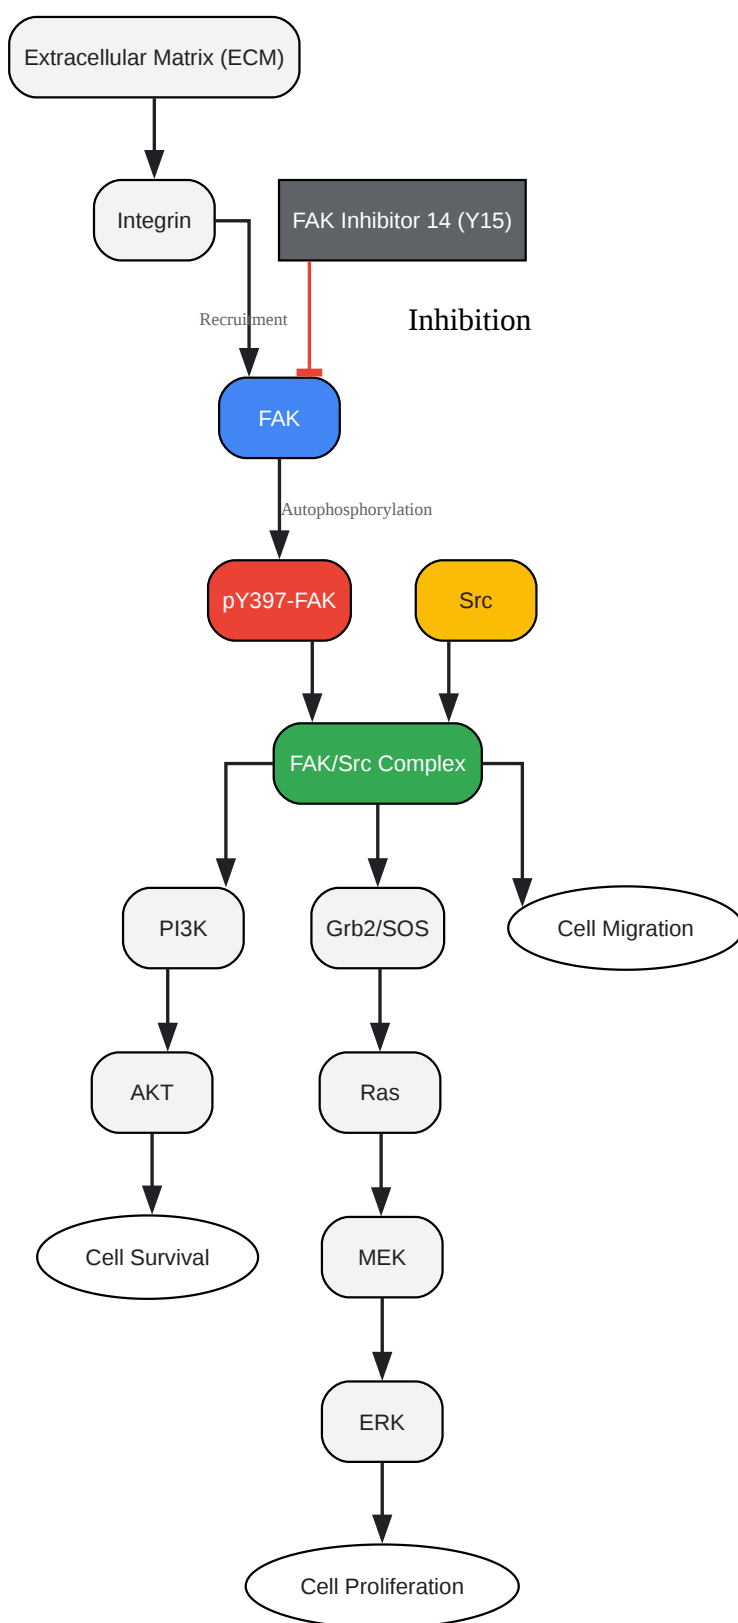 Extracellular Matrix (ECM)
Integrin
FAK Inhibitor 14 (Y15)
Recruitment
Inhibition
FAK
Autophosphorylation
pY397-FAK
Src
FAK/Src Complex
PI3K
Grb2/SOS
Cell Migration
AKT
Ras
Cell Survival
MEK
ERK
Cell Proliferation